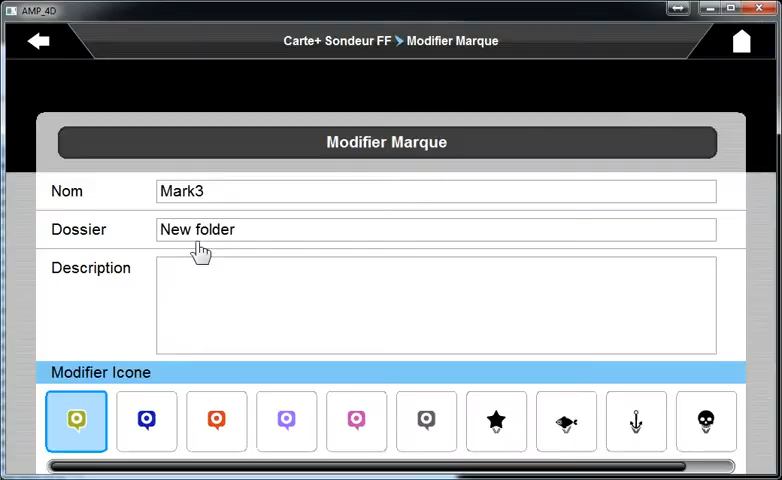 AMP_4D
Carte+ Sondeur FF Modifier Marque
Modifier Marque
Nom
Mark3
Dossier
New folder
Description
Modifier Icone